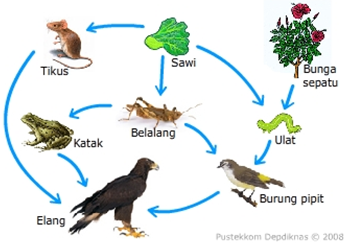 Tikus
Sawi
Bunga
sepatu
Belalang
Katak
Ulat
Elang
Burung pipit
Pustekkom Depdiknas © 2008